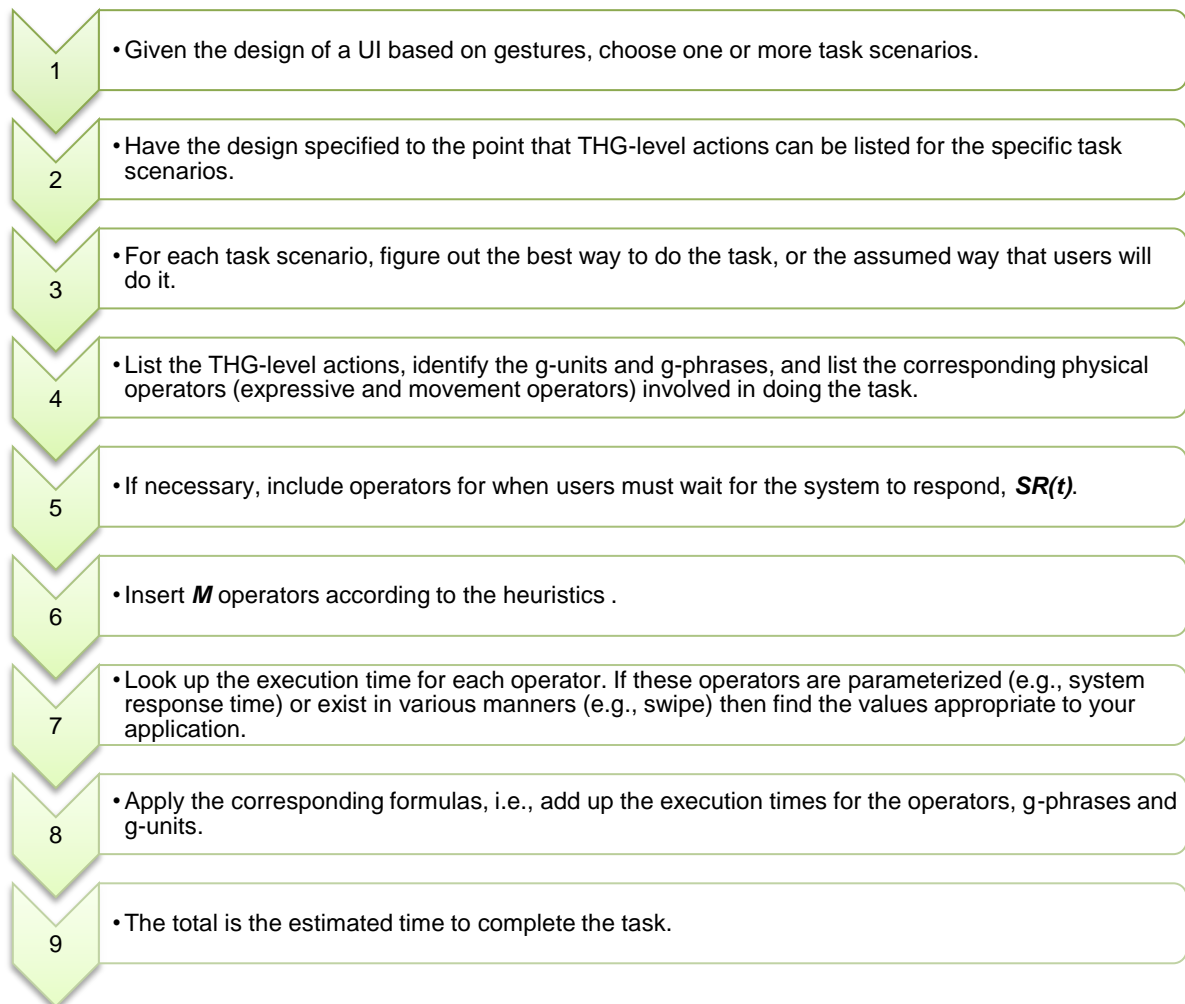 1
•Given the design of a UI based on gestures, choose one or more task scenarios.
2
•Have the design specified to the point that THG-level actions can be listed for the specific task
scenarios.
3
•For each task scenario, figure out the best way to do the task, or the assumed way that users will
do it.
4
•List the THG-level actions, identify the g-units and g-phrases, and list the corresponding physical
operators (expressive and movement operators) involved in doing the task.
5
•If necessary, include operators for when users must wait for the system to respond, SR(t).
6
•Insert M operators according to the heuristics .
7
•Look up the execution time for each operator. If these operators are parameterized (e.g., system
response time) or exist in various manners (e.g., swipe) then find the values appropriate to your
application.
8
•Apply the corresponding formulas, i.e., add up the execution times for the operators, g-phrases and
g-units.
9
•The total is the estimated time to complete the task.